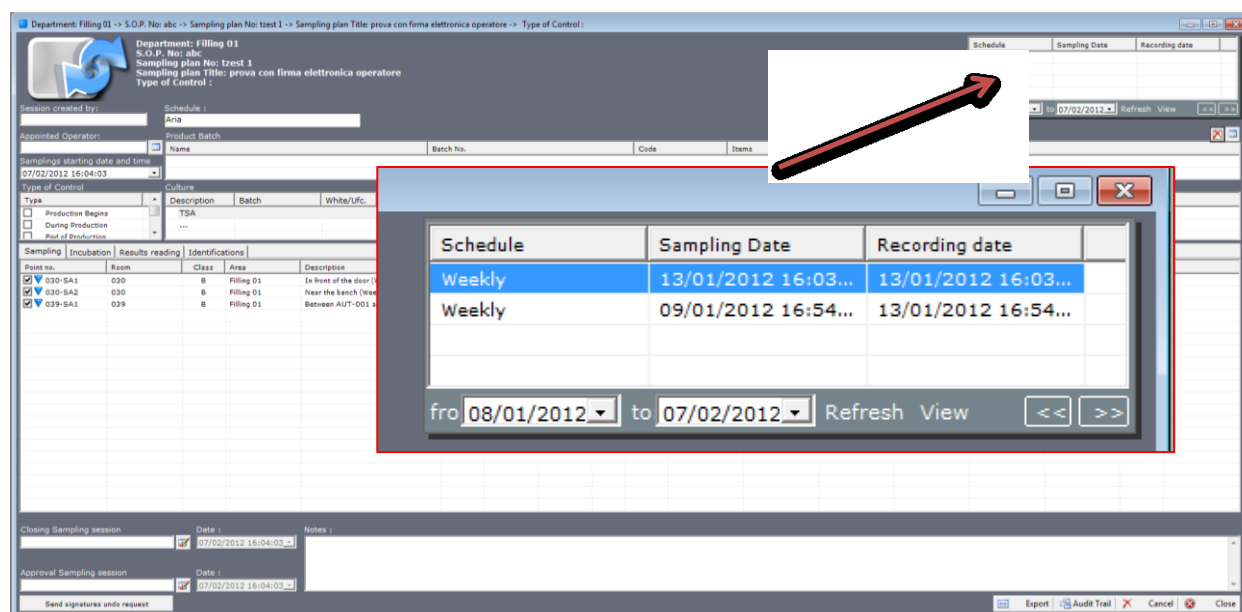 Department: Filling 01 -> S.O.P. No: abc -> Sampling plan No: tzest 1 -> Sampling plan Title: prova con firma elettronica operatore -> Type of Control :
Department: Filling 01
S.O.P. No: abc
Sampling plan No: tzest 1
Sampling plan Title: prova con firma elettronica operatore
Type of Control :
Schedule Sampling Date Recording date
to 07/02/2012 Refresh View << >>
Session created by: Schedule :
Aria
Appointed Operator: Product Batch
Name Batch No. Code Items
Samplings starting date and time
07/02/2012 16:04:03
Type of Control Culture
Type Description Batch White/Ufc.
Production Begins TSA
During Production ...
End of Production
Sampling Incubation Results reading Identifications
Point no. Room Class Area Description
030-SA1 030 B Filling 01 In front of the door
030-SA2 030 B Filling 01 Near the banch (Wee
039-SA1 039 B Filling 01 Between AUT-001 a
Schedule Sampling Date Recording date
Weekly 13/01/2012 16:03... 13/01/2012 16:03...
Weekly 09/01/2012 16:54... 13/01/2012 16:54...
fro 08/01/2012 to 07/02/2012 Refresh View << >>
Closing Sampling session Date : Notes :
07/02/2012 16:04:03
Approval Sampling session Date :
07/02/2012 16:04:03
Send signatures undo request Export Audit Trail Cancel Close